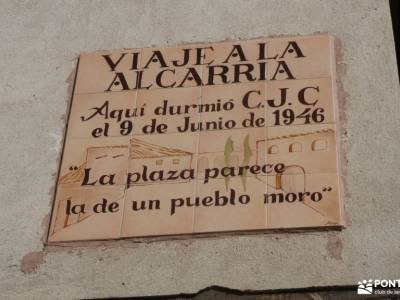 VIAJE A LA
ALCARRIA
Aquí durmió C.J.C
el 9 de Junio de 1946
"La plaza parece
la de un pueblo moro"